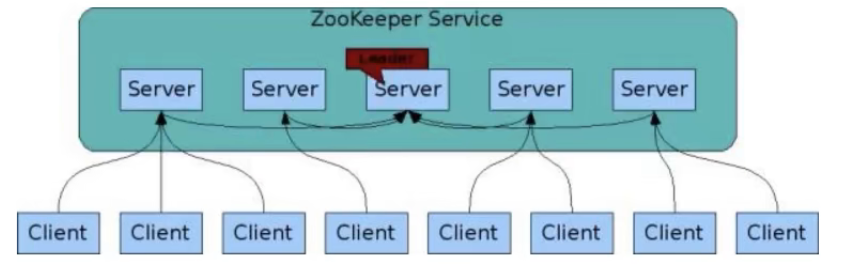 ZooKeeper Service
Leader
Server Server Server Server Server
Client Client Client Client Client Client Client Client